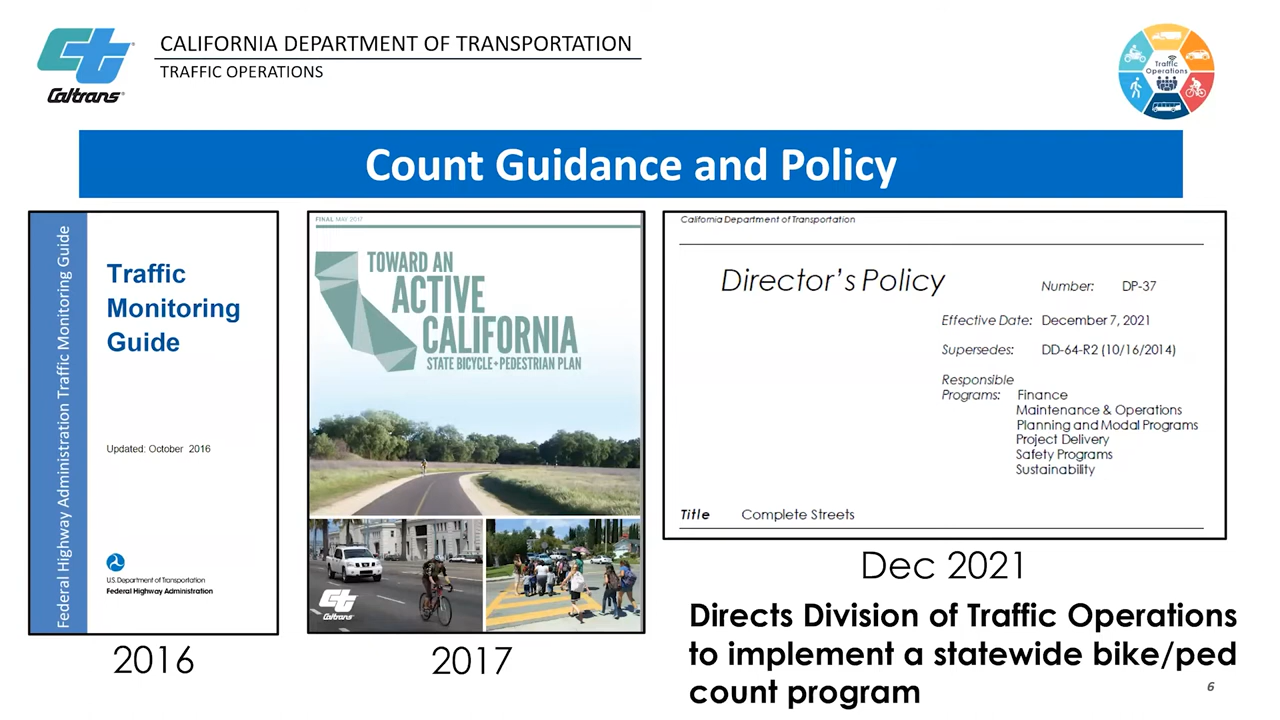 CALIFORNIA DEPARTMENT OF TRANSPORTATION
TRAFFIC OPERATIONS
Caltrans
Traffic
Operations
Count Guidance and Policy
Federal Highway Administration Traffic Monitoring Guide
Traffic
Monitoring
Guide
Updated: October 2016
U.S. Department of Transportation
Federal Highway Administration
2016
FINAL MAY 2017
TOWARD AN
ACTIVE
CALIFORNIA
STATE BICYCLE + PEDESTRIAN PLAN
Caltrans
2017
California Department of Transportation
Director's Policy
Number: DP-37
Effective Date: December 7, 2021
Supersedes: DD-64-R2 (10/16/2014)
Responsible
Programs: Finance
Maintenance & Operations
Planning and Modal Programs
Project Delivery
Safety Programs
Sustainability
Title Complete Streets
Dec 2021
Directs Division of Traffic Operations
to implement a statewide bike/ped
count program
6